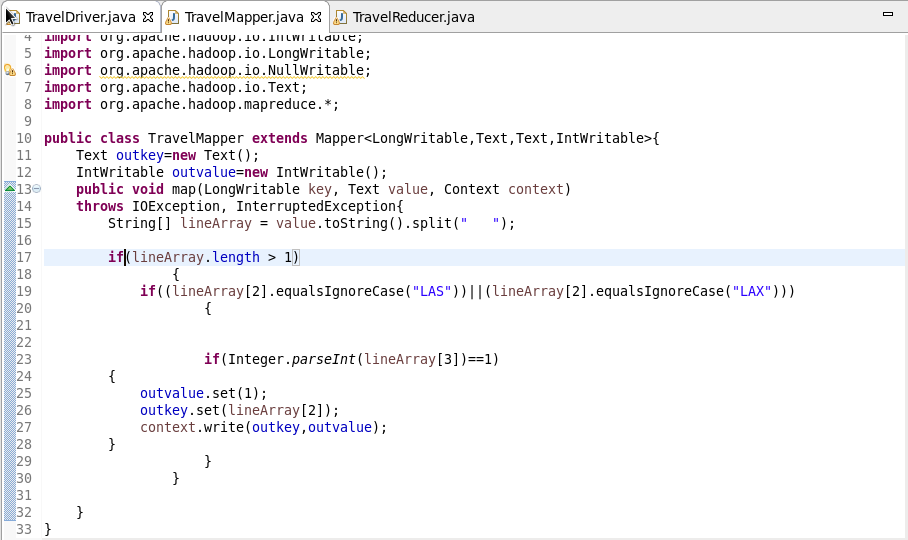 TravelDriver.java TravelMapper.java TravelReducer.java
4 import org.apache.hadoop.io.IntWritable;
5 import org.apache.hadoop.io.LongWritable;
6 import org.apache.hadoop.io.NullWritable;
7 import org.apache.hadoop.io.Text;
8 import org.apache.hadoop.mapreduce.*;
9
10 public class TravelMapper extends Mapper<LongWritable,Text,Text,IntWritable>{
11     Text outkey=new Text();
12     IntWritable outvalue=new IntWritable();
13     public void map(LongWritable key, Text value, Context context)
14     throws IOException, InterruptedException{
15         String[] lineArray = value.toString().split("   ");
16
17         if(lineArray.length > 1)
18                 {
19             if((lineArray[2].equalsIgnoreCase("LAS"))||(lineArray[2].equalsIgnoreCase("LAX")))
20                     {
21
22
23                     if(Integer.parseInt(lineArray[3])==1)
24         {
25             outvalue.set(1);
26             outkey.set(lineArray[2]);
27             context.write(outkey,outvalue);
28         }
29                     }
30                 }
31
32     }
33 }